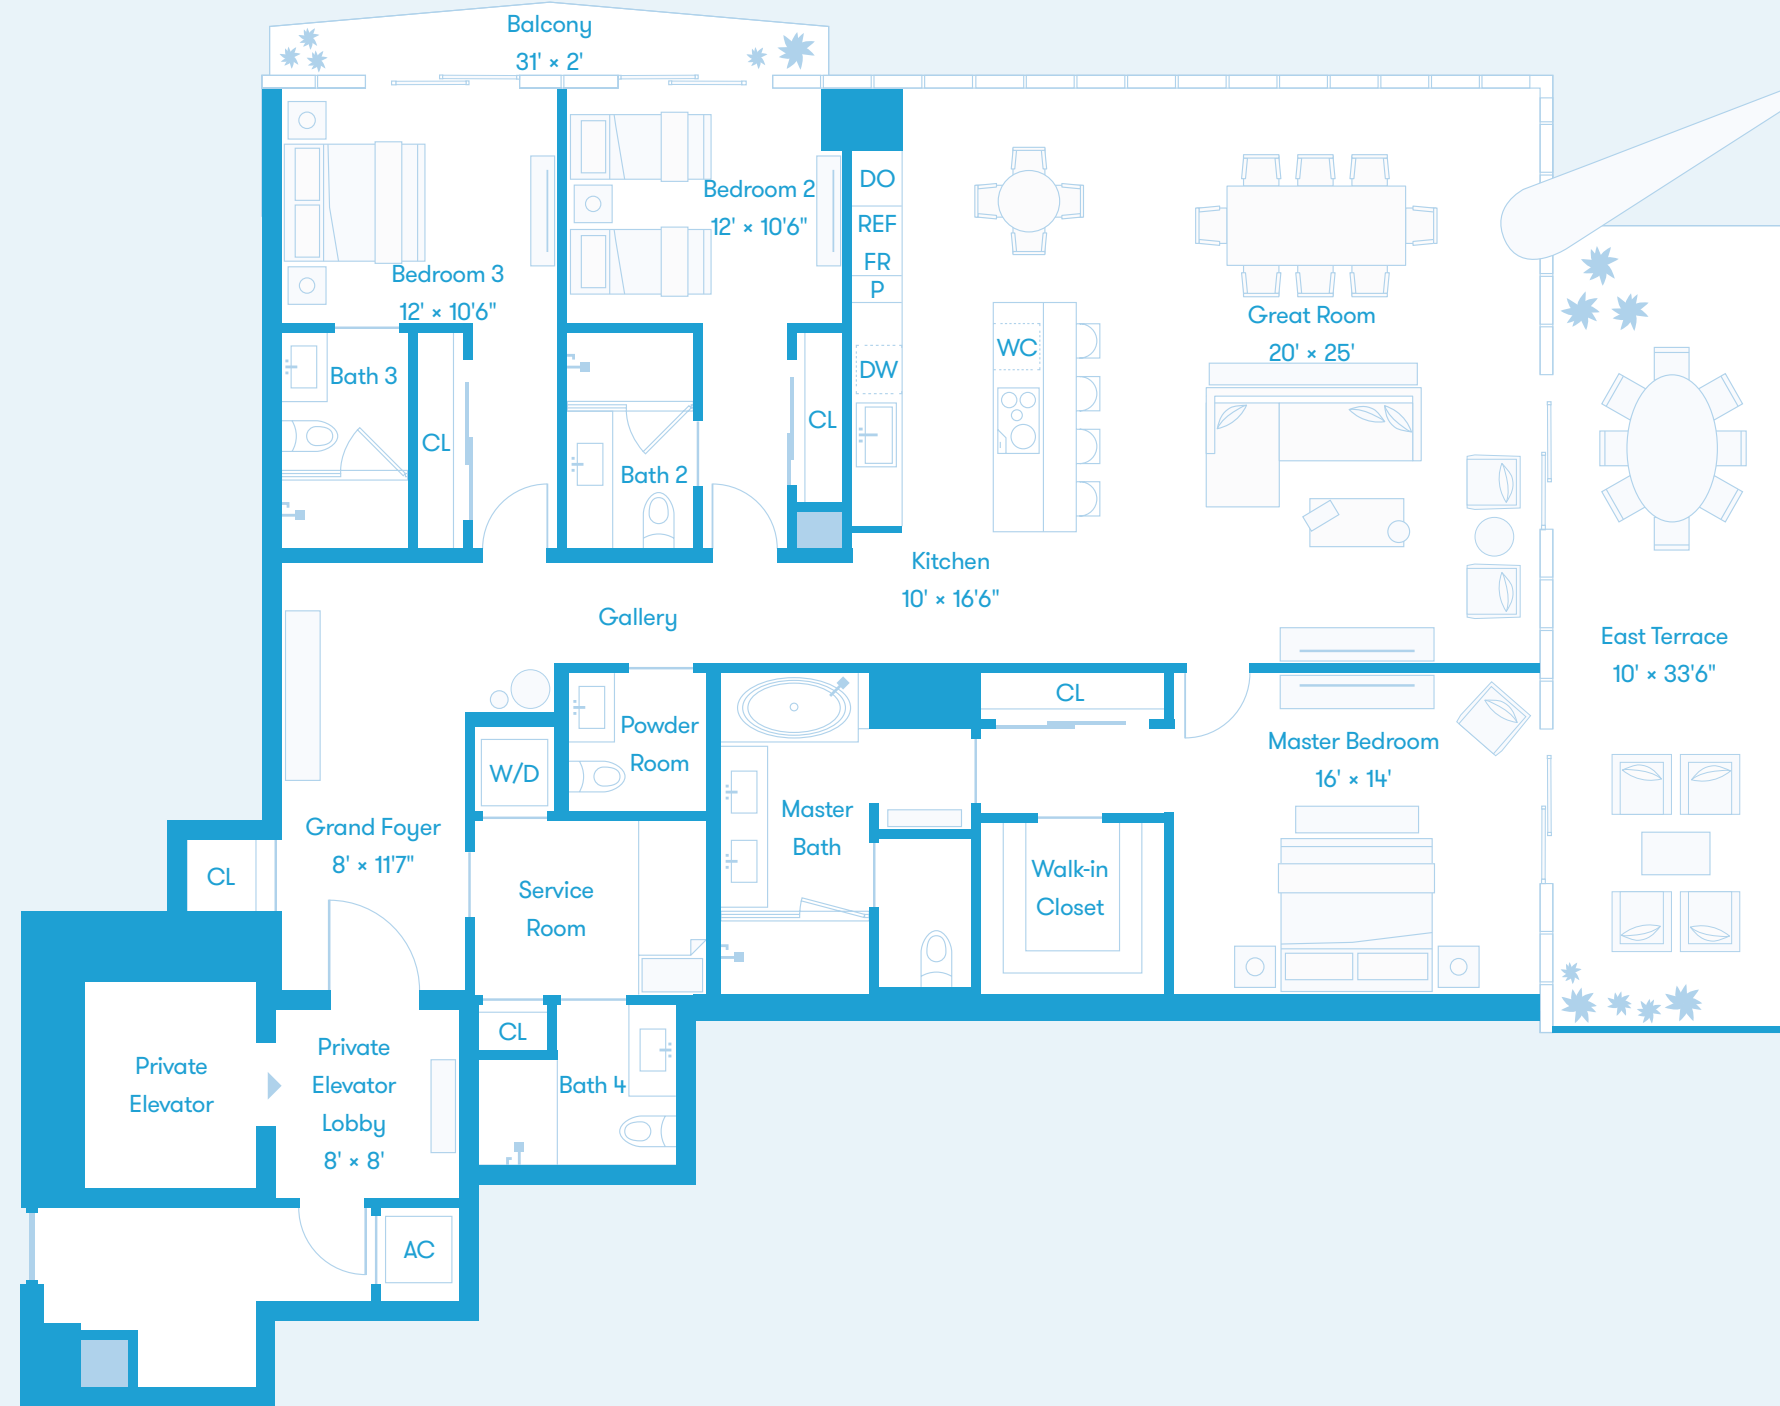 Balcony
31' × 2'
Bedroom 3
12' × 10'6"
Bedroom 2
12' × 10'6"
DO
REF
FR
P
DW
WC
Great Room
20' × 25'
Bath 3
CL
Bath 2
CL
Kitchen
10' × 16'6"
Gallery
East Terrace
10' × 33'6"
Powder
Room
W/D
CL
Master Bedroom
16' × 14'
Master
Bath
Walk-in
Closet
Grand Foyer
8' × 11'7"
CL
Service
Room
CL
Bath 4
Private
Elevator
Private
Elevator
Lobby
8' × 8'
AC